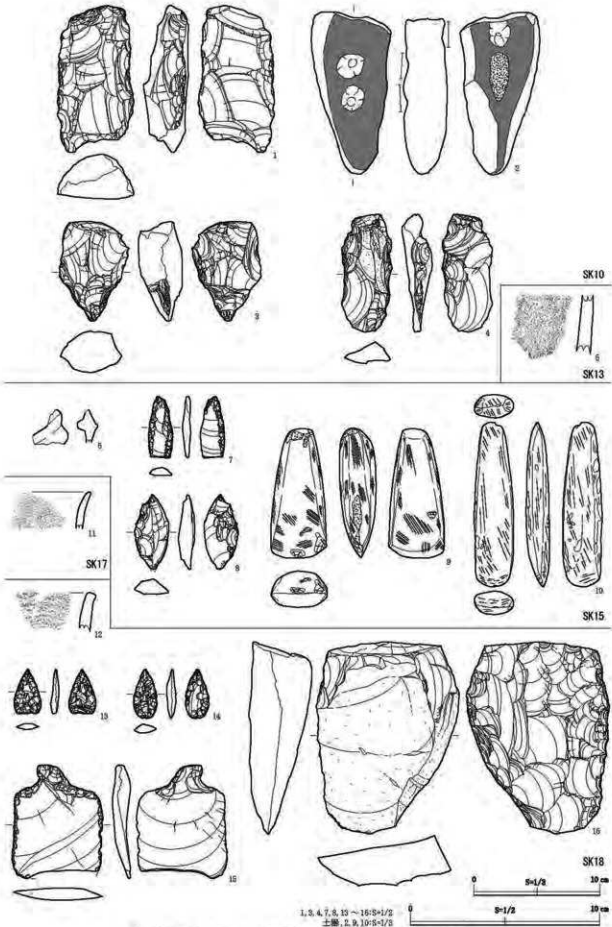 1
2
3
4
SK10
5
SK13
6
7
8
9
10
SK15
11
SK17
12
13
14
15
16
SK18
0 S=1/3 10 cm
0 S=1/2 10 cm
1, 3, 4, 7, 8, 13 ～ 16:S=1/2
土器, 2, 9, 10:S=1/3